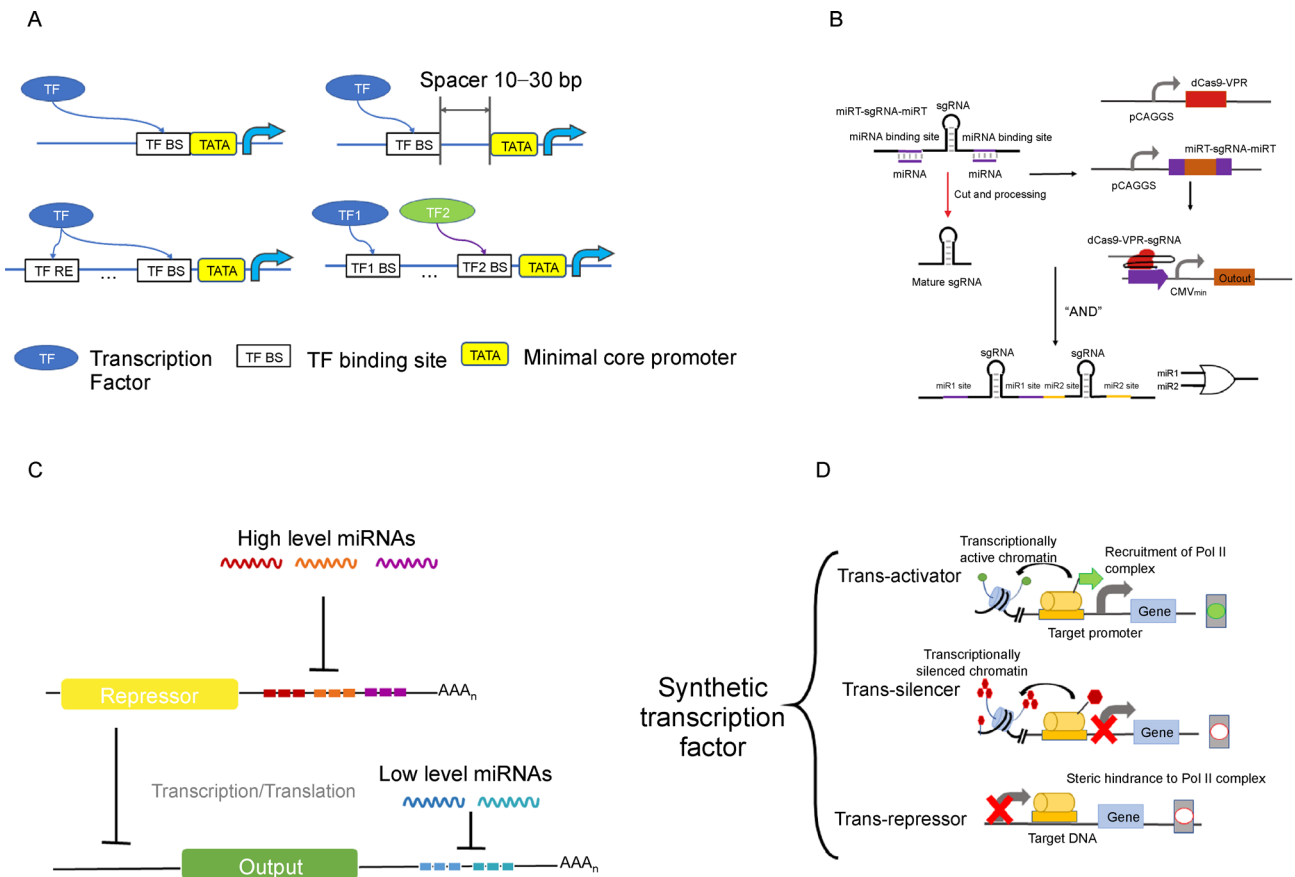 A
TF
TF BS
TATA
TF
Spacer 10–30 bp
TF BS
TATA
TF
TF RE
...
TF BS
TATA
TF1
TF2
TF1 BS
...
TF2 BS
TATA
TF
Transcription
Factor
TF BS
TF binding site
TATA
Minimal core promoter
B
miRT-sgRNA-miRT
sgRNA
miRNA binding site
miRNA binding site
miRNA
miRNA
Cut and processing
Mature sgRNA
dCas9-VPR
pCAGGS
miRT-sgRNA-miRT
pCAGGS
dCas9-VPR-sgRNA
CMVmin
Outout
“AND”
sgRNA
sgRNA
miR1 site
miR1 site
miR2 site
miR2 site
miR1
miR2
C
High level miRNAs
Repressor
AAAn
Transcription/Translation
Low level miRNAs
Output
AAAn
D
Synthetic
transcription
factor
Trans-activator
Transcriptionally
active chromatin
Recruitment of Pol II
complex
Gene
Target promoter
Trans-silencer
Transcriptionally
silenced chromatin
Gene
Trans-repressor
Steric hindrance to Pol II complex
Gene
Target DNA